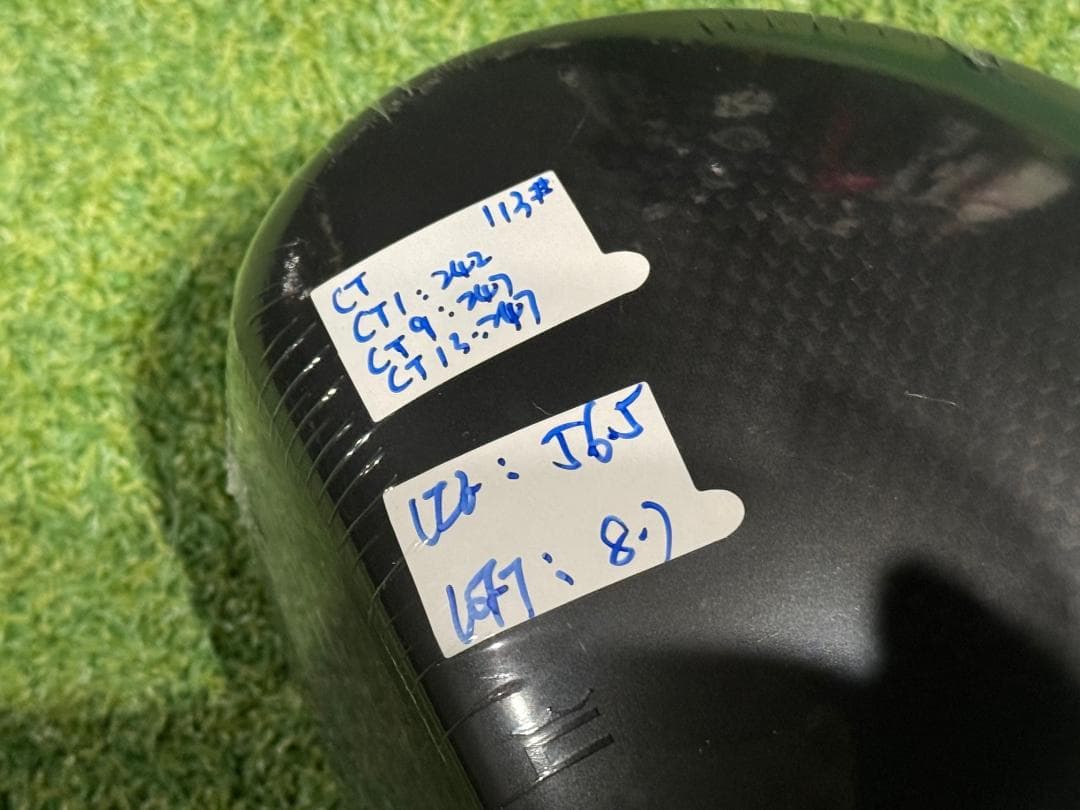 113#
CT
CT1: 242
CT9: 247
CT13: 247
LIE: 56.5
LOFT: 8.7